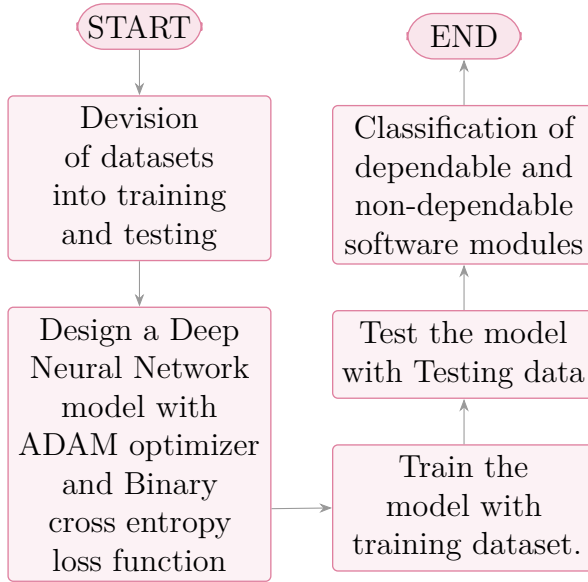 START
Devision
of datasets
into training
and testing
Design a Deep
Neural Network
model with
ADAM optimizer
and Binary
cross entropy
loss function
Train the
model with
training dataset.
Test the model
with Testing data
Classification of
dependable and
non-dependable
software modules
END